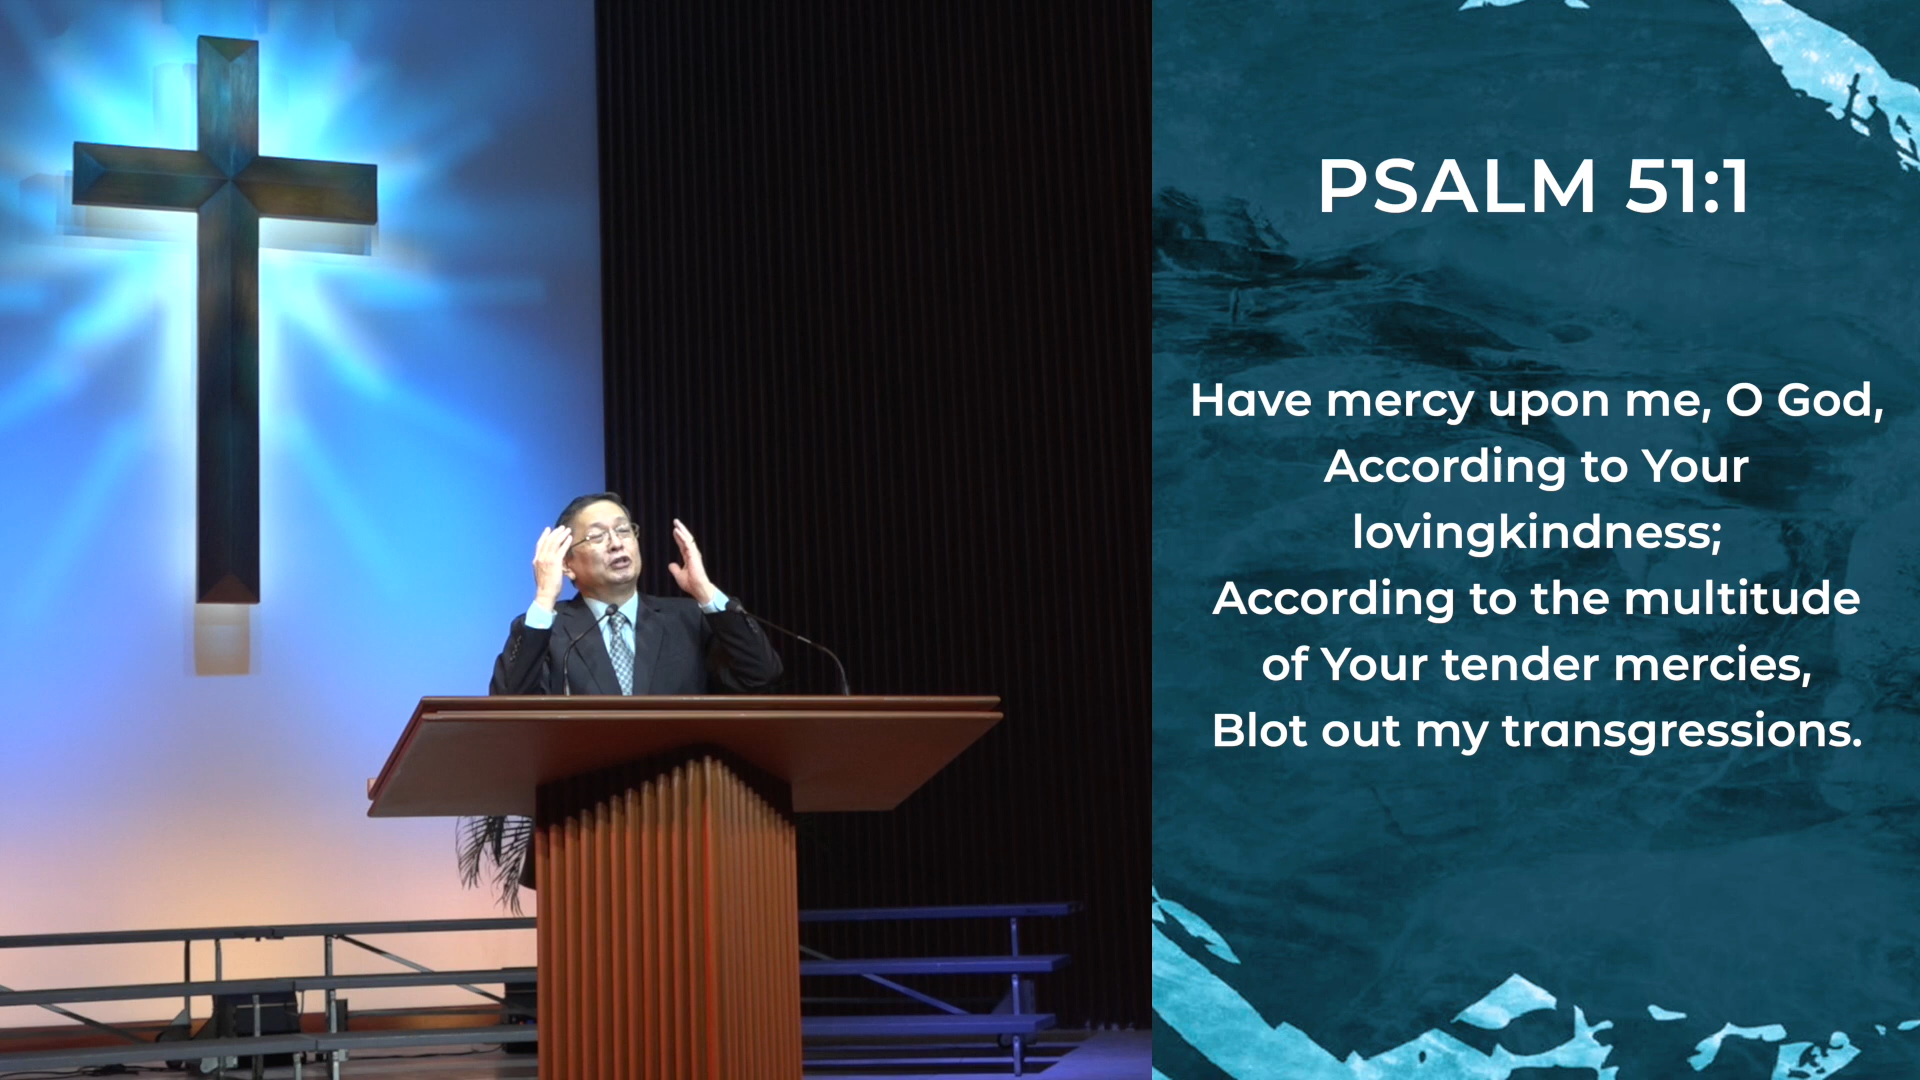 PSALM 51:1
Have mercy upon me, O God,
According to Your
lovingkindness;
According to the multitude
of Your tender mercies,
Blot out my transgressions.